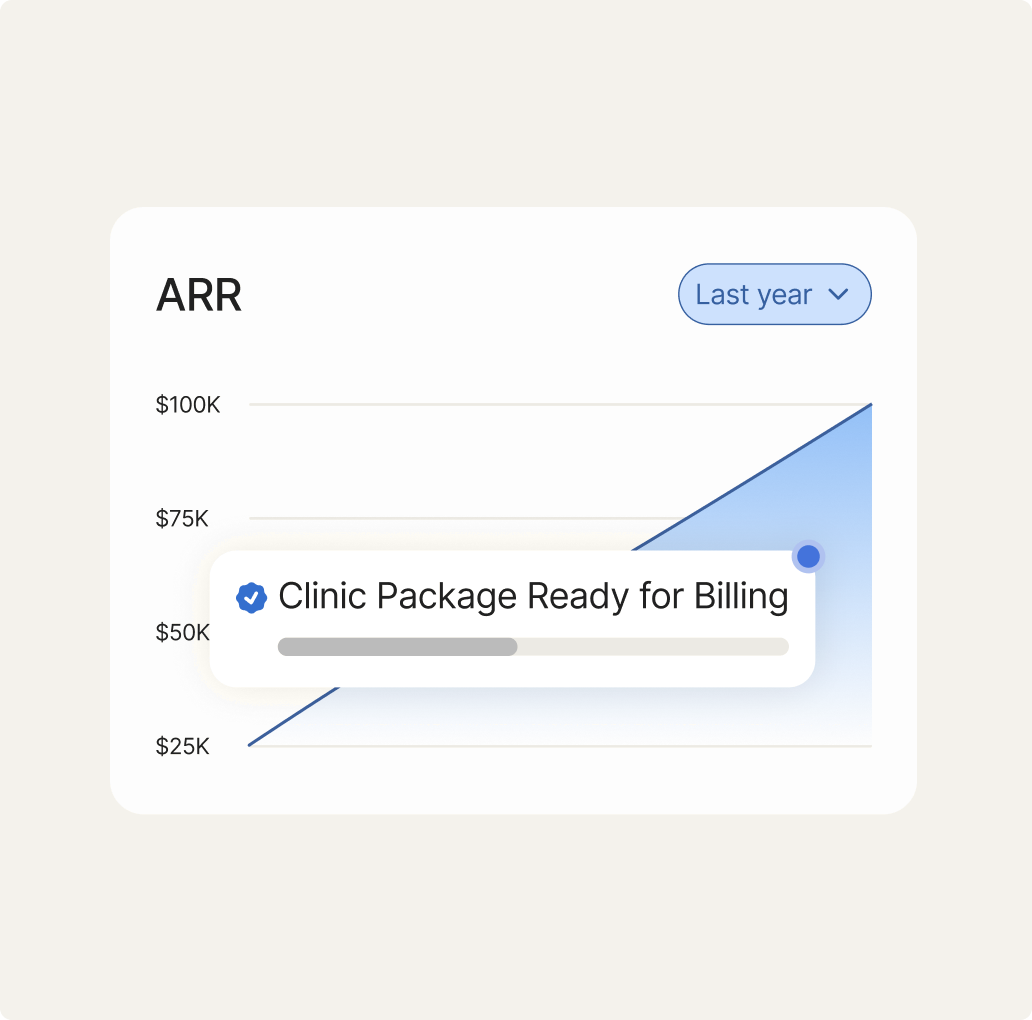 ARR
Last year
$100K
$75K
Clinic Package Ready for Billing
$50K
$25K